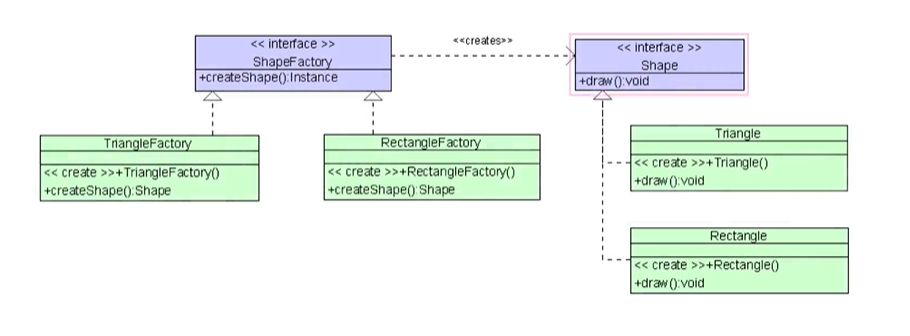 << interface >>
ShapeFactory
+createShape():Instance
<<creates>>
<< interface >>
Shape
+draw():void
TriangleFactory
<< create >>+TriangleFactory()
+createShape():Shape
RectangleFactory
<< create >>+RectangleFactory()
+createShape():Shape
Triangle
<< create >>+Triangle()
+draw():void
Rectangle
<< create >>+Rectangle()
+draw():void